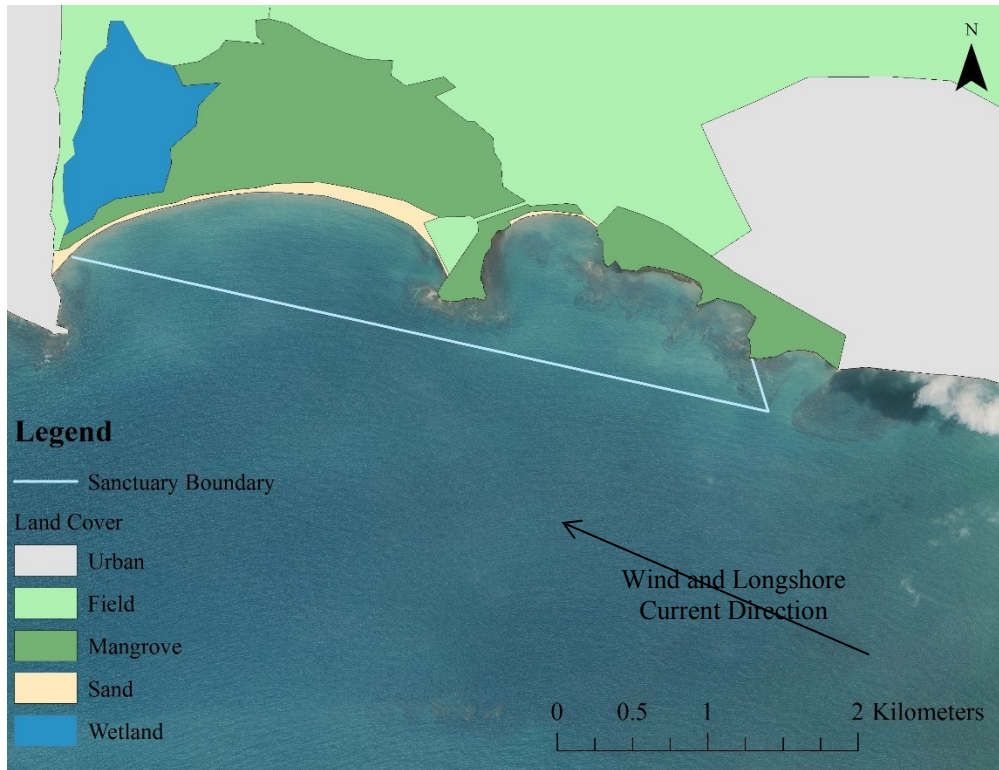 N
Legend
Sanctuary Boundary
Land Cover
Urban
Field
Mangrove
Sand
Wetland
Wind and Longshore
Current Direction
0 0.5 1 2 Kilometers